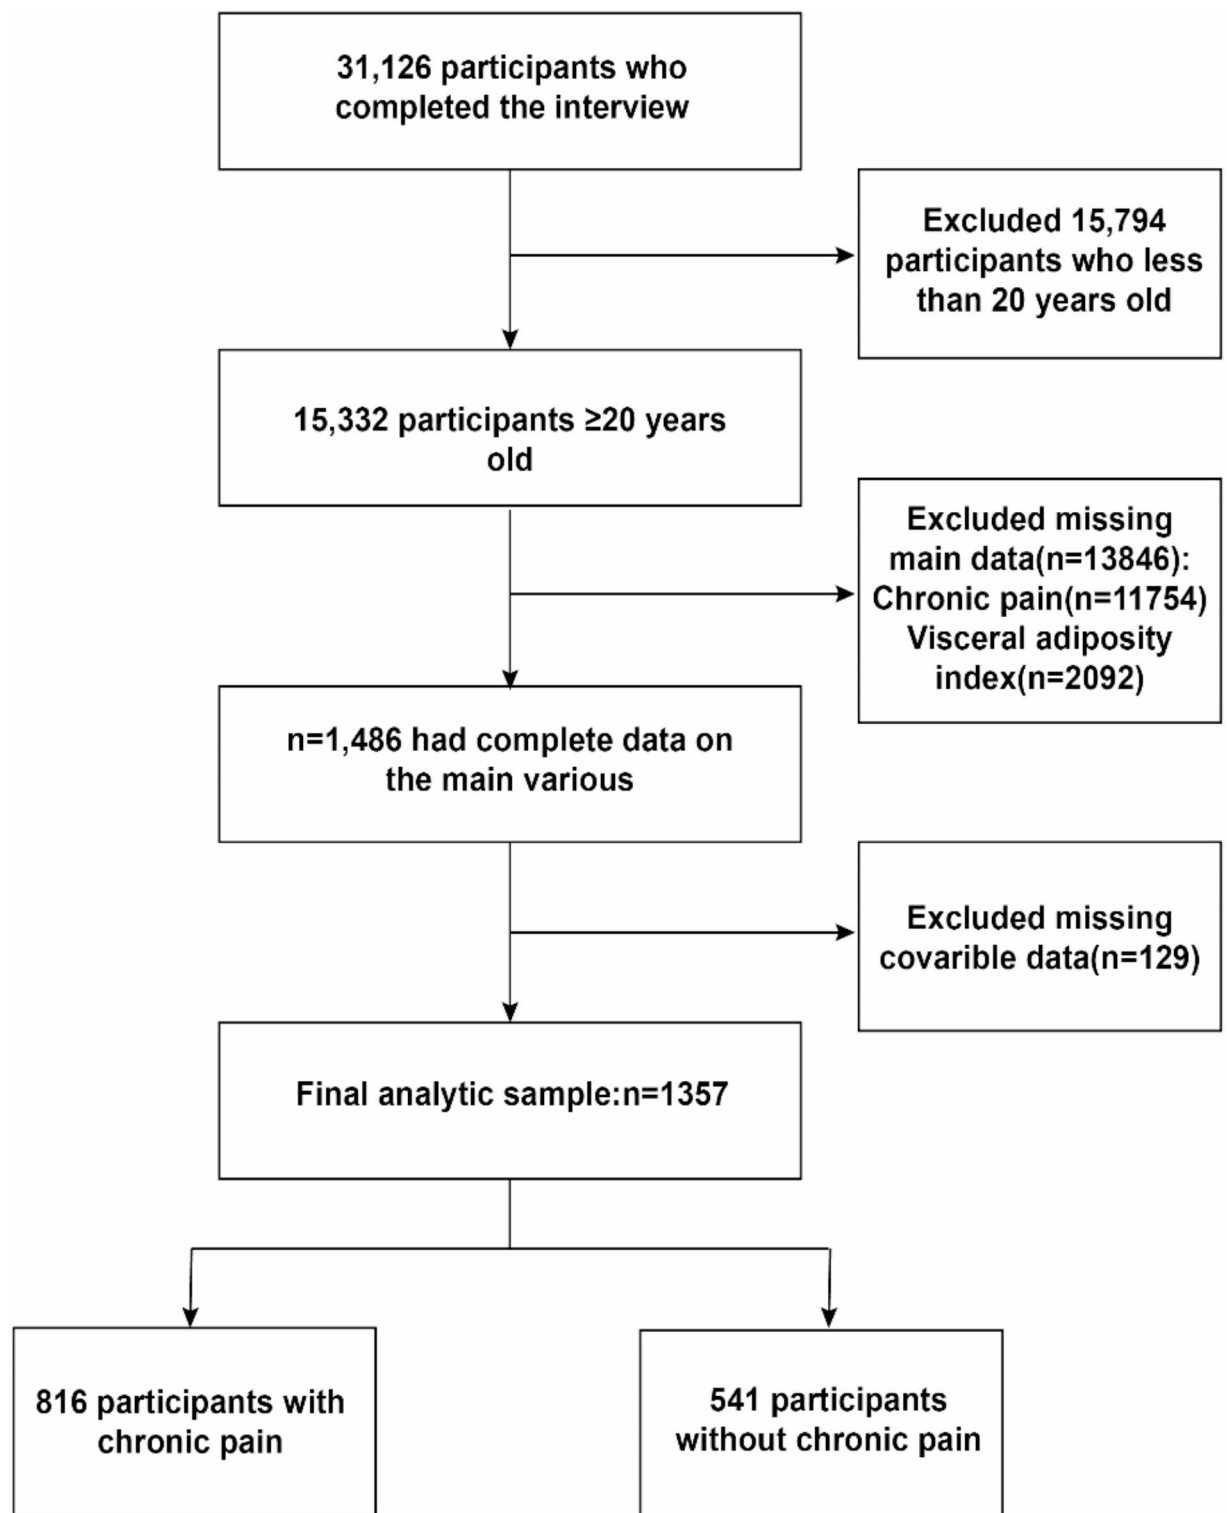 31,126 participants who
completed the interview
Excluded 15,794
participants who less
than 20 years old
15,332 participants ≥20 years
old
Excluded missing
main data(n=13846):
Chronic pain(n=11754)
Visceral adiposity
index(n=2092)
n=1,486 had complete data on
the main various
Excluded missing
covarible data(n=129)
Final analytic sample:n=1357
816 participants with
chronic pain
541 participants
without chronic pain